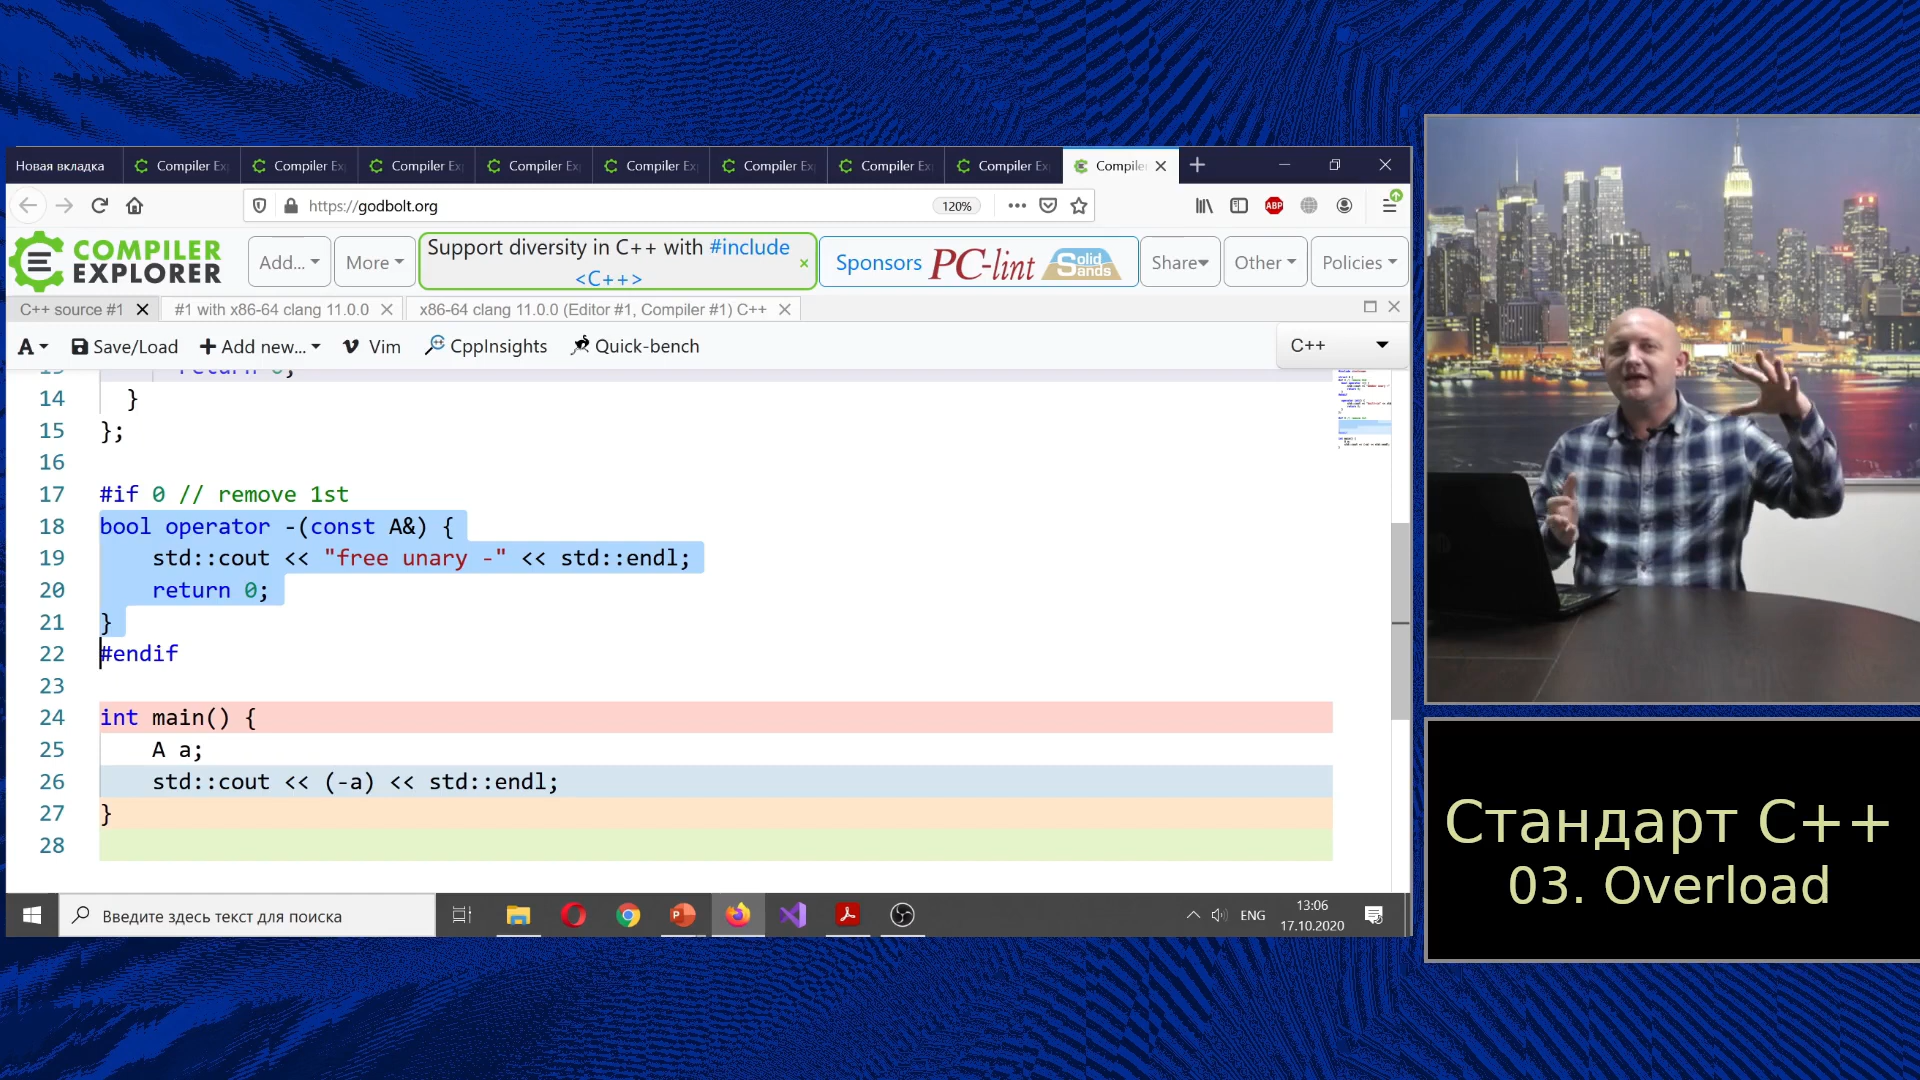 Новая вкладка
Compiler Ex
Compiler Ex
Compiler Ex
Compiler Ex
Compiler Ex
Compiler Ex
Compiler Ex
Compiler Ex
Compiler
https://godbolt.org
120%
ABP
COMPILER
EXPLORER
Add...
More
Support diversity in C++ with #include
<C++>
Sponsors
PC-lint
Solid
Sands
Share
Other
Policies
C++ source #1
#1 with x86-64 clang 11.0.0
x86-64 clang 11.0.0 (Editor #1, Compiler #1) C++
A
Save/Load
Add new...
Vim
CppInsights
Quick-bench
C++
13 return 0;
14 }
15 };
16
17 #if 0 // remove 1st
18 bool operator -(const A&) {
19 std::cout << "free unary -" << std::endl;
20 return 0;
21 }
22 #endif
23
24 int main() {
25 A a;
26 std::cout << (-a) << std::endl;
27 }
28
Введите здесь текст для поиска
ENG
13:06
17.10.2020
Стандарт C++
03. Overload